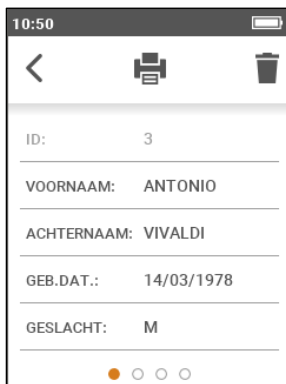 10:50
ID: 3
VOORNAAM: ANTONIO
ACHTERNAAM: VIVALDI
GEB.DAT.: 14/03/1978
GESLACHT: M